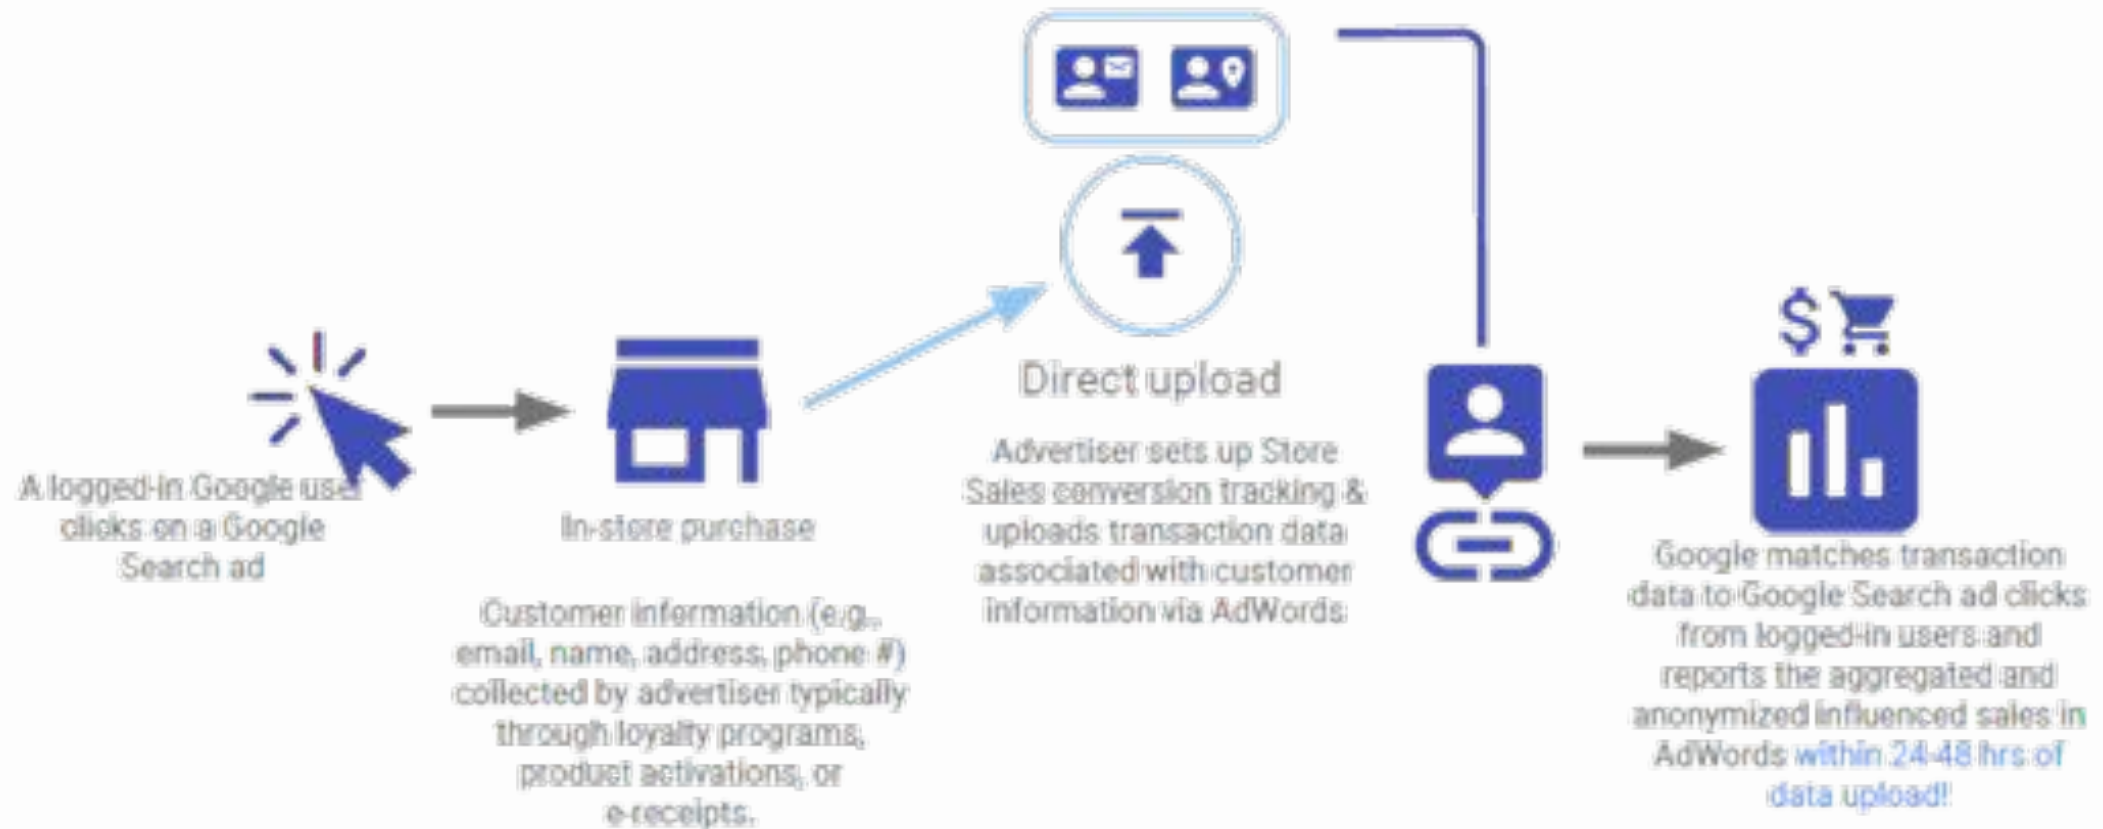 A logged-in Google user
clicks on a Google
Search ad
In-store purchase
Customer information (e.g.,
email, name, address, phone #)
collected by advertiser typically
through loyalty programs,
product activations, or
e-receipts.
Direct upload
Advertiser sets up Store
Sales conversion tracking &
uploads transaction data
associated with customer
information via AdWords
$
Google matches transaction
data to Google Search ad clicks
from logged-in users and
reports the aggregated and
anonymized influenced sales in
AdWords within 24-48 hrs of
data upload!